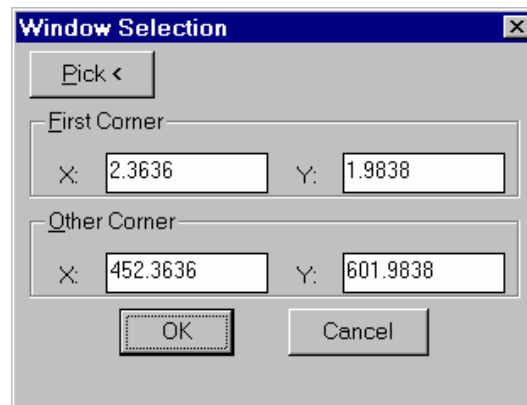 Window Selection
Pick <
First Corner
X: 2.3636 Y: 1.9838
Other Corner
X: 452.3636 Y: 601.9838
OK Cancel